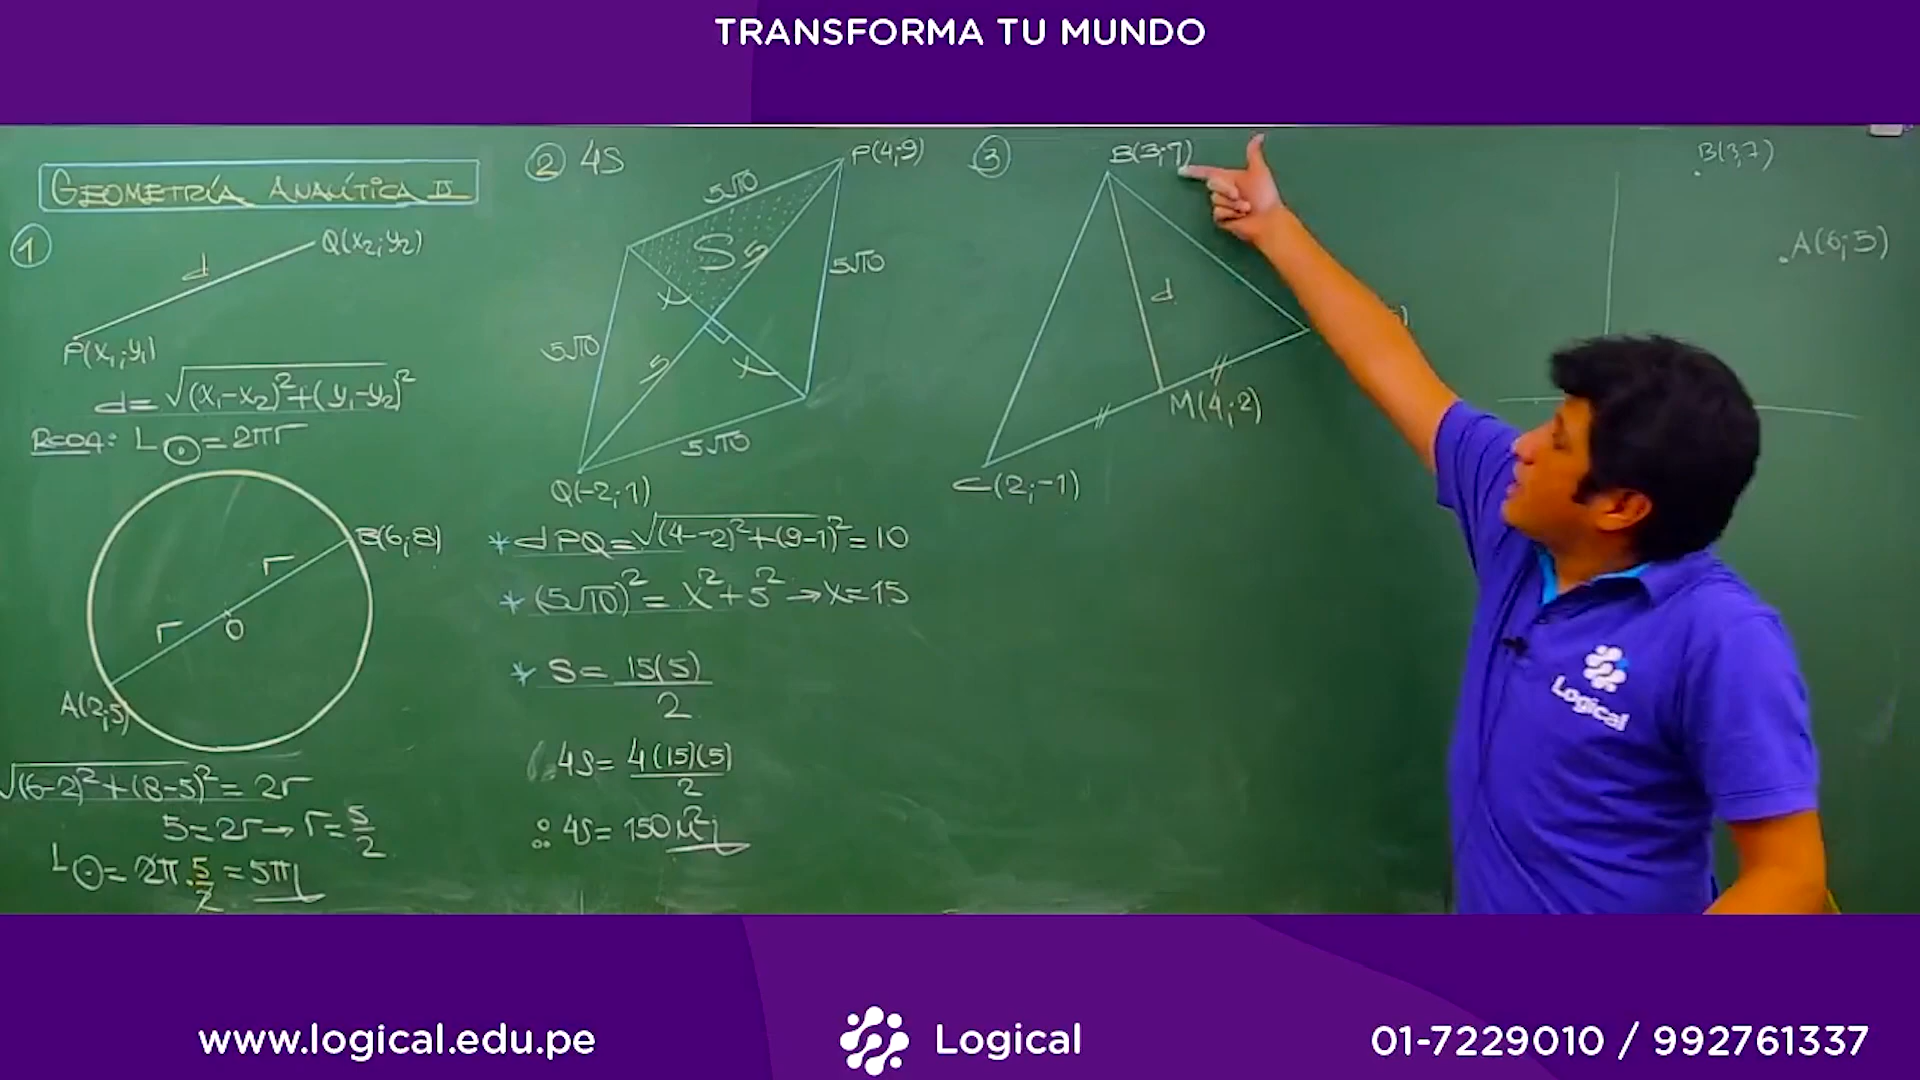 TRANSFORMA TU MUNDO
GEOMETRÍA ANALÍTICA II
1
Q(x₂;y₂)
d
P(x₁;y₁)
d=√(x₁-x₂)²+(y₁-y₂)²
L⊙=2πr
B(6;8)
r
r
O
A(2;5)
√(6-2)²+(8-5)²=2r
5=2r→r=5/2
L⊙=2π.5/2=5π
2 4S
P(4;9)
5√10
S
5
5√10
x
5√10
5
x
5√10
Q(-2;1)
*dPQ=√(4--2)²+(9-1)²=10
*(5√10)²=x²+5²→x=15
*S=15(5)/2
4S=4(15)(5)/2
∴4S=150u²
3
B(3;7)
d
M(4;2)
C(2;-1)
B(3;7)
A(6;5)
Logical
www.logical.edu.pe
Logical
01-7229010 / 992761337